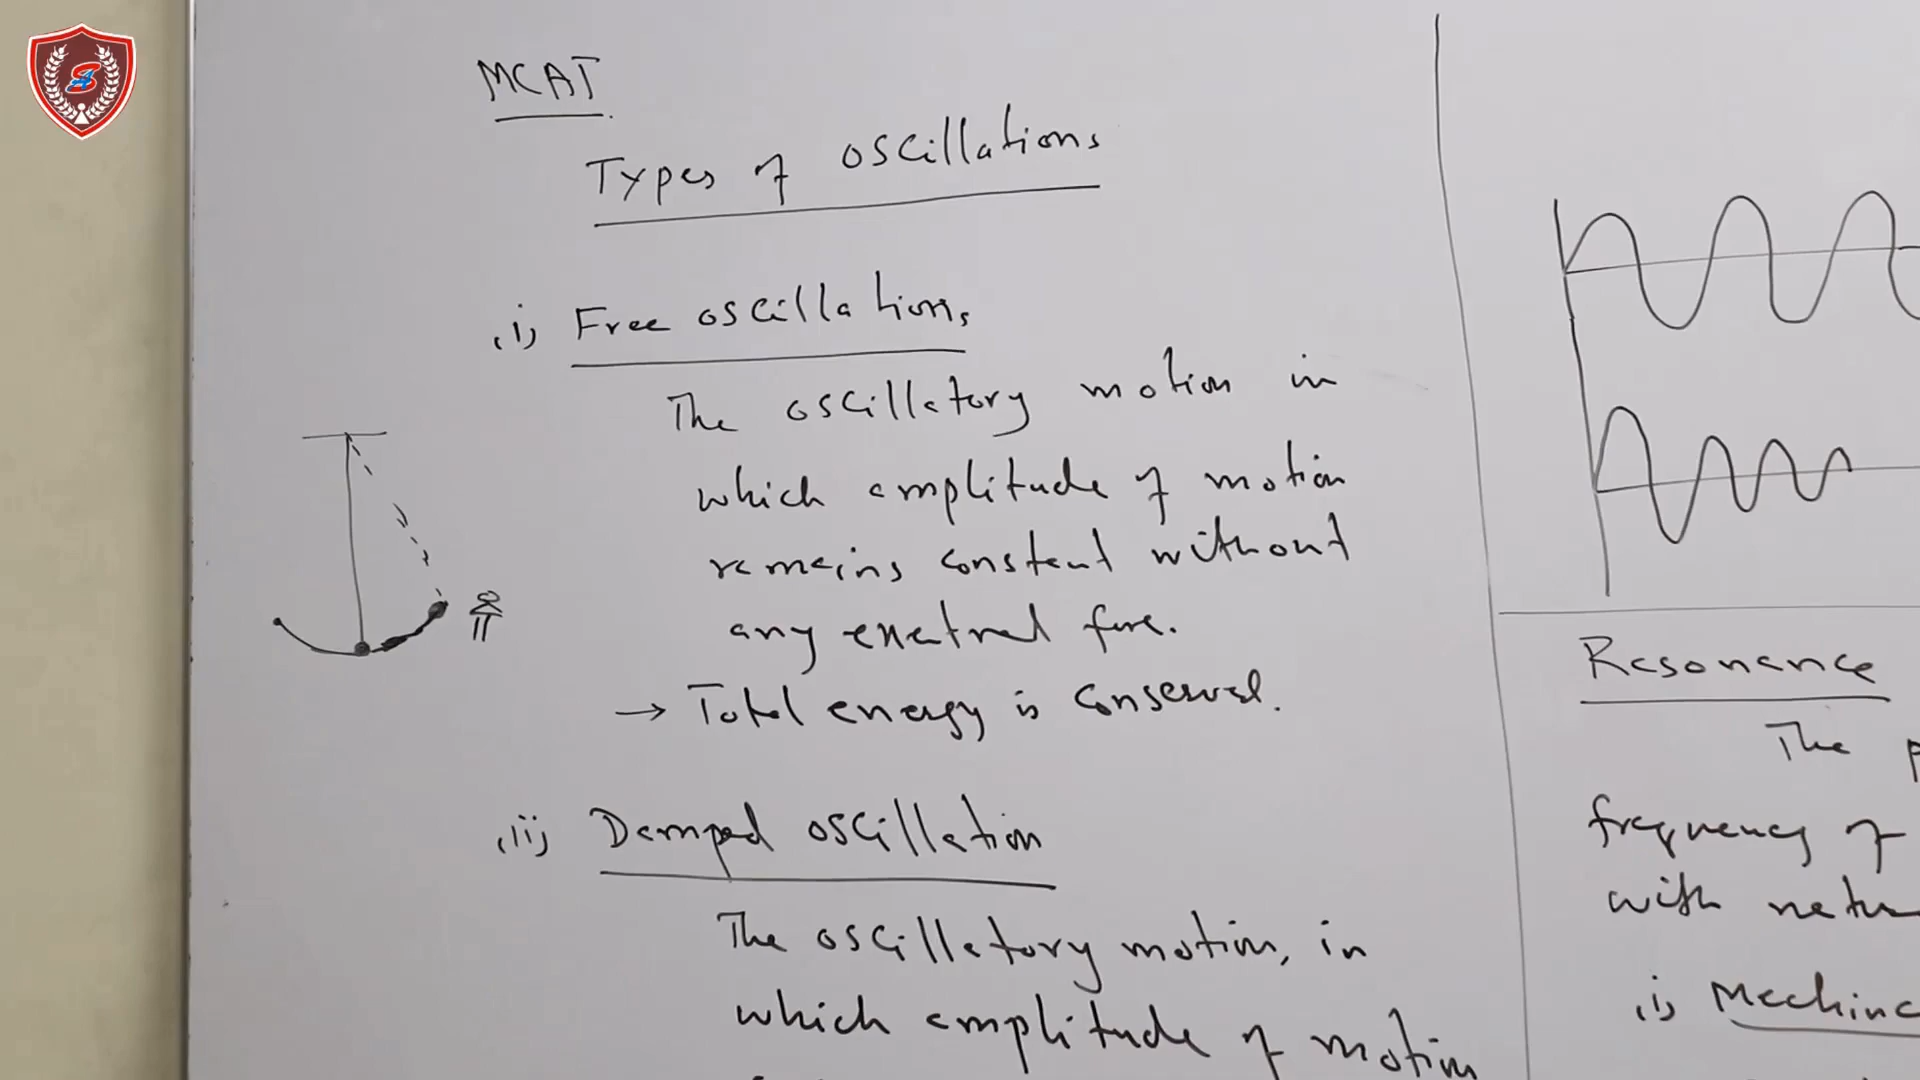 MCAT
Types of oscillations
(i) Free oscillations
The oscillatory motion in
which amplitude of motion
remains constant without
any exatral force.
→ Total energy is conserved.
(ii) Damped oscillation
The oscillatory motion, in
which amplitude of motion
Resonance
The
frequency of
with
(i) Mechanic